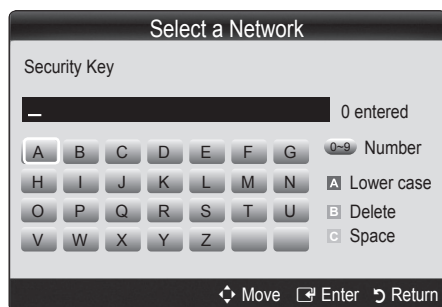 Select a Network
Security Key
_
0 entered
A B C D E F G
0~9 Number
H I J K L M N
A Lower case
O P Q R S T U
B Delete
V W X Y Z
C Space
Move Enter Return